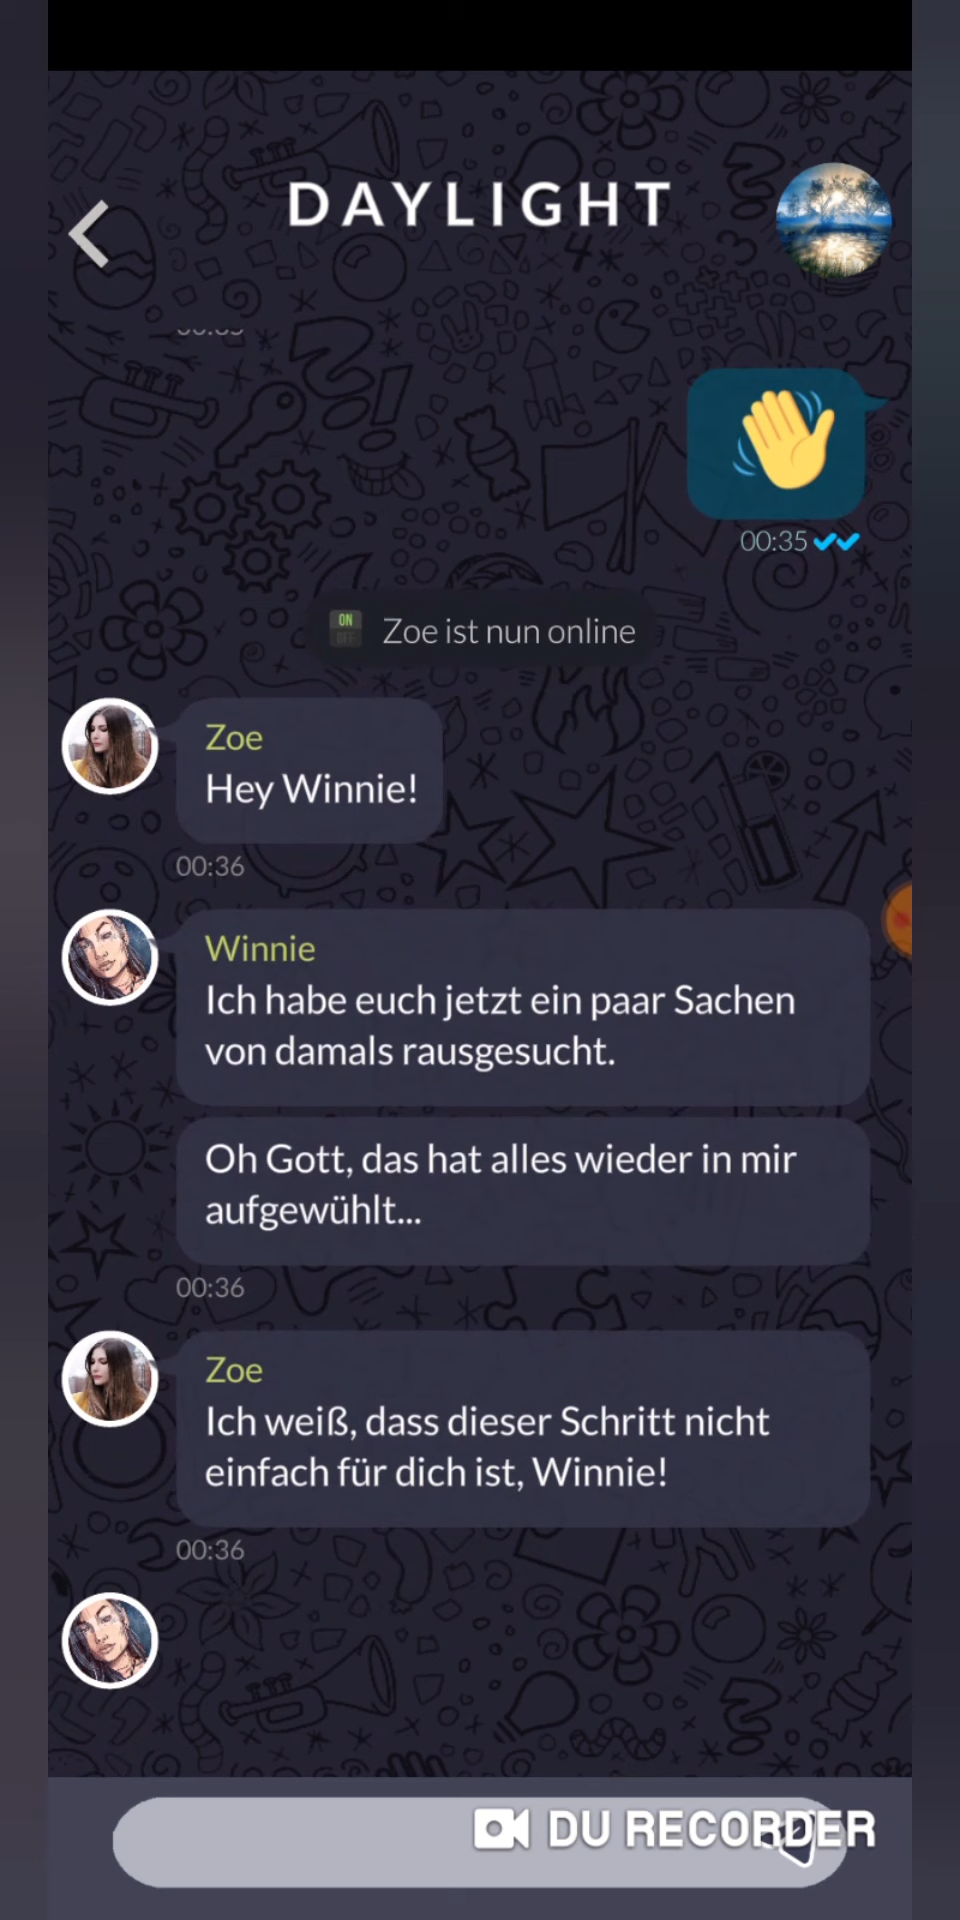 DAYLIGHT
00:35
ON
OFF
Zoe ist nun online
Zoe
Hey Winnie!
00:36
Winnie
Ich habe euch jetzt ein paar Sachen
von damals rausgesucht.
Oh Gott, das hat alles wieder in mir
aufgewühlt...
00:36
Zoe
Ich weiß, dass dieser Schritt nicht
einfach für dich ist, Winnie!
00:36
DU RECORDER